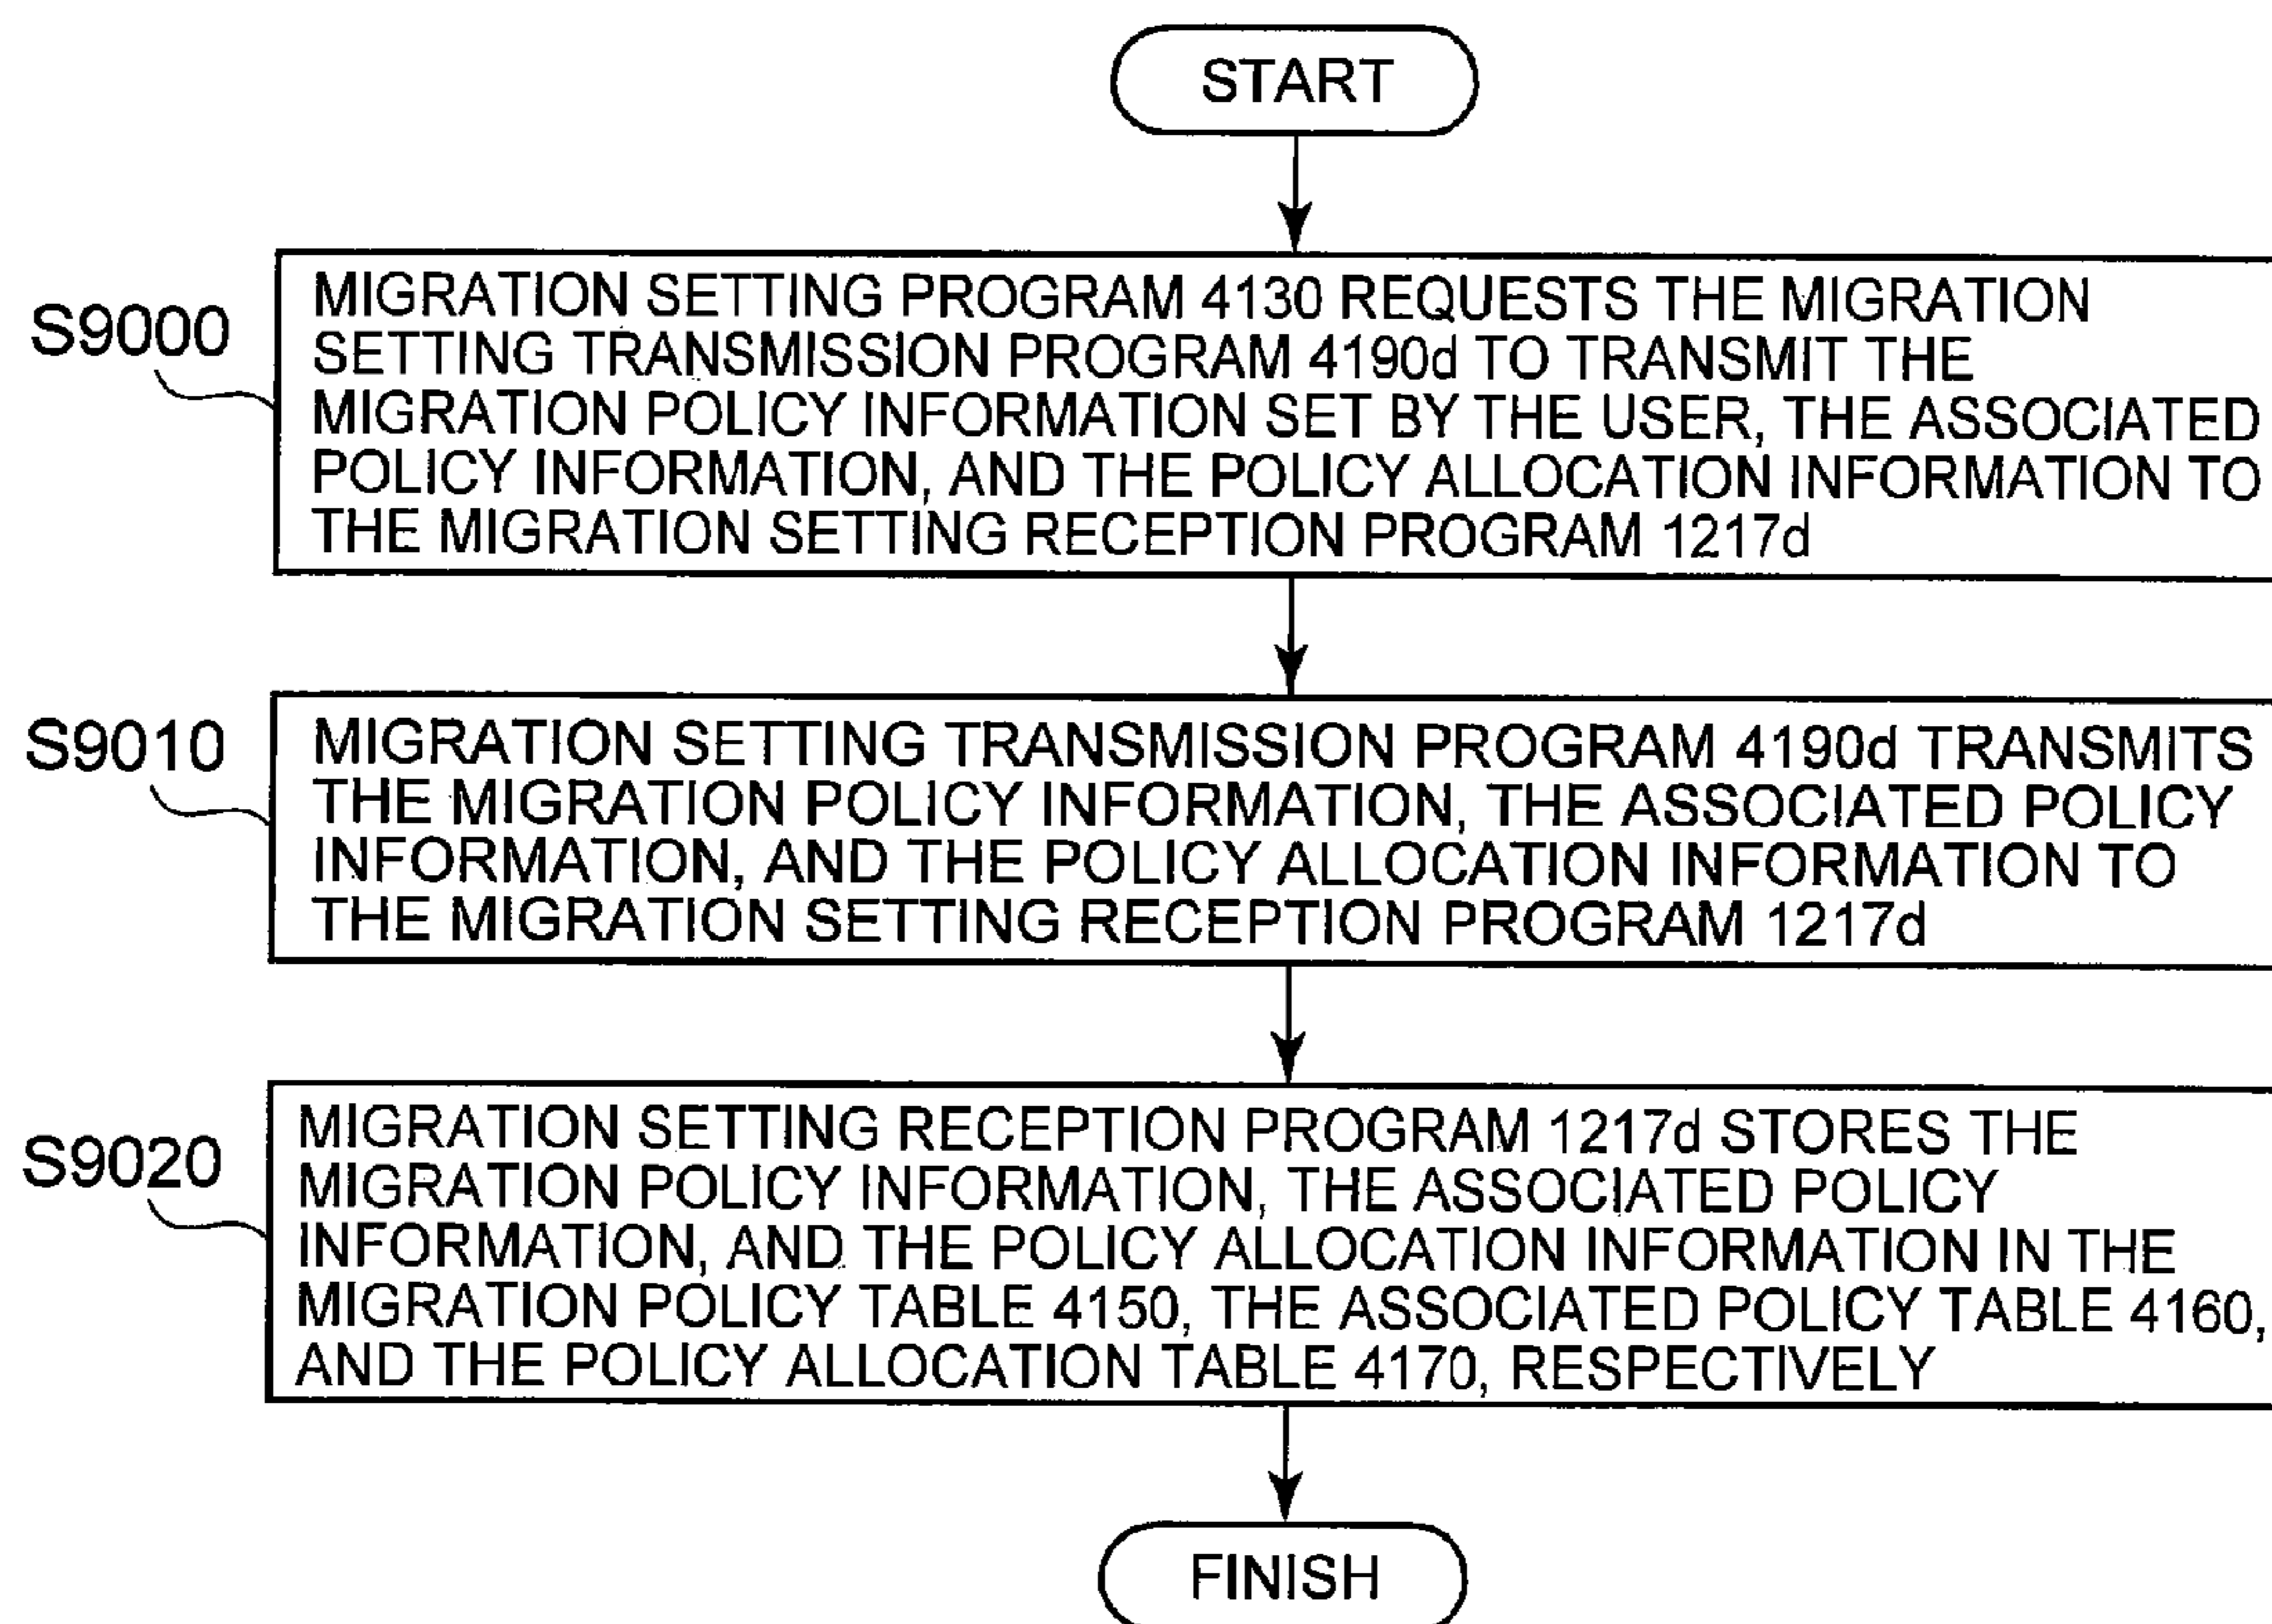 START
S9000
MIGRATION SETTING PROGRAM 4130 REQUESTS THE MIGRATION
SETTING TRANSMISSION PROGRAM 4190d TO TRANSMIT THE
MIGRATION POLICY INFORMATION SET BY THE USER, THE ASSOCIATED
POLICY INFORMATION, AND THE POLICY ALLOCATION INFORMATION TO
THE MIGRATION SETTING RECEPTION PROGRAM 1217d
S9010
MIGRATION SETTING TRANSMISSION PROGRAM 4190d TRANSMITS
THE MIGRATION POLICY INFORMATION, THE ASSOCIATED POLICY
INFORMATION, AND THE POLICY ALLOCATION INFORMATION TO
THE MIGRATION SETTING RECEPTION PROGRAM 1217d
S9020
MIGRATION SETTING RECEPTION PROGRAM 1217d STORES THE
MIGRATION POLICY INFORMATION, THE ASSOCIATED POLICY
INFORMATION, AND THE POLICY ALLOCATION INFORMATION IN THE
MIGRATION POLICY TABLE 4150, THE ASSOCIATED POLICY TABLE 4160,
AND THE POLICY ALLOCATION TABLE 4170, RESPECTIVELY
FINISH